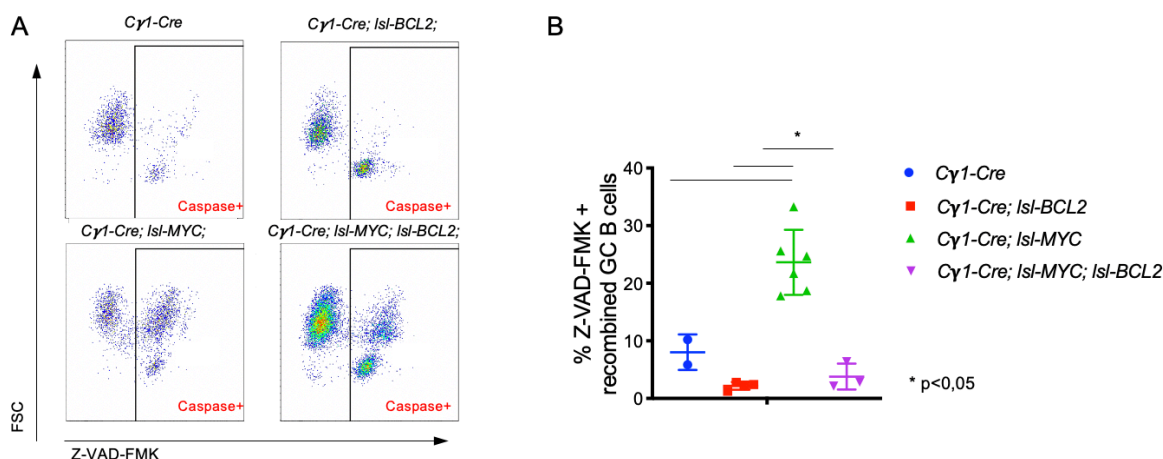 A
Cγ1-Cre
Cγ1-Cre; lsl-BCL2;
Caspase+
Caspase+
Cγ1-Cre; lsl-MYC;
Cγ1-Cre; lsl-MYC; lsl-BCL2;
Caspase+
Caspase+
FSC
Z-VAD-FMK
B
% Z-VAD-FMK +
recombined GC B cells
40
30
20
10
0
*
Cγ1-Cre
Cγ1-Cre; lsl-BCL2
Cγ1-Cre; lsl-MYC
Cγ1-Cre; lsl-MYC; lsl-BCL2
* p<0,05